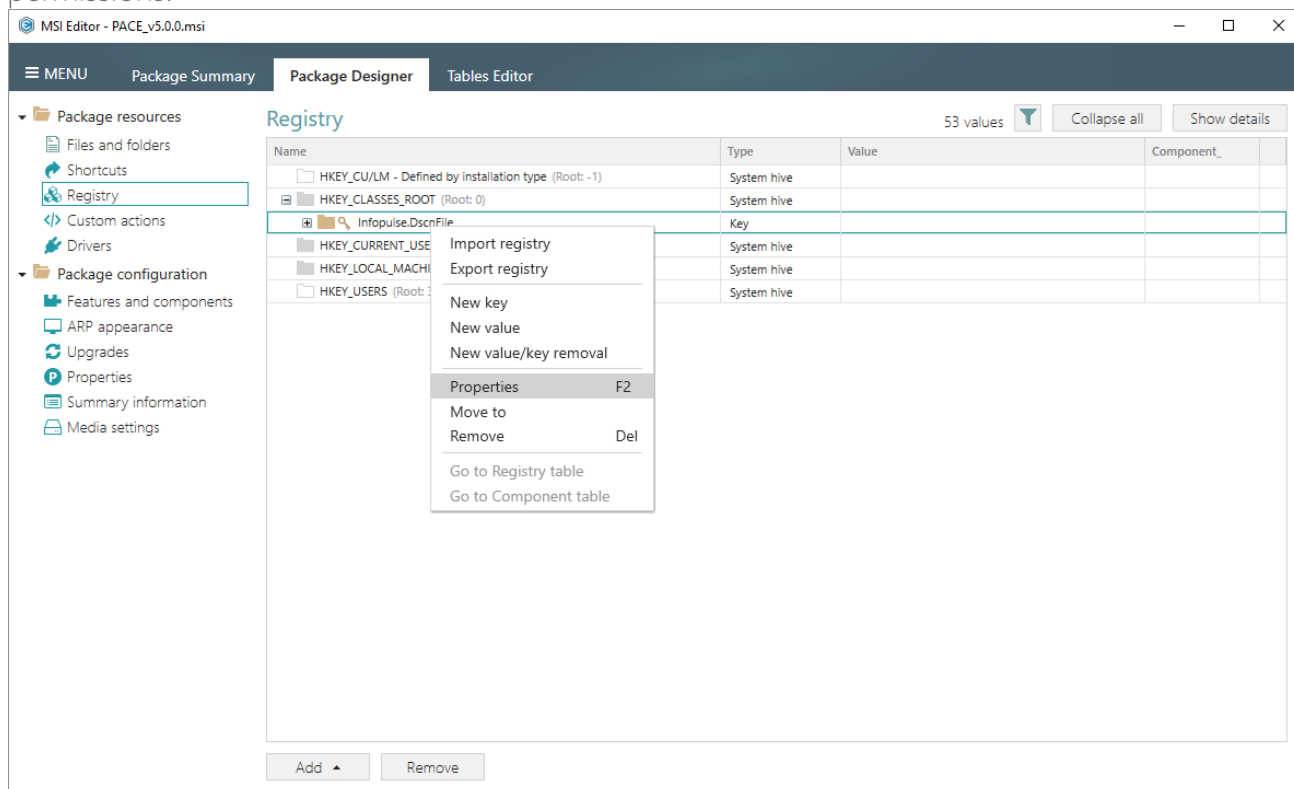 permissions.
MSI Editor - PACE_v5.0.0.msi
MENU Package Summary Package Designer Tables Editor
Package resources
Files and folders
Shortcuts
Registry
Custom actions
Drivers
Package configuration
Features and components
ARP appearance
Upgrades
Properties
Summary information
Media settings
Registry 53 values Collapse all Show details
Name Type Value Component_
HKEY_CU/LM - Defined by installation type (Root: -1) System hive
HKEY_CLASSES_ROOT (Root: 0) System hive
Infopulse.DscnFile Key
HKEY_CURRENT_USE System hive
HKEY_LOCAL_MACHI System hive
HKEY_USERS (Root: 3 System hive
Import registry
Export registry
New key
New value
New value/key removal
Properties F2
Move to
Remove Del
Go to Registry table
Go to Component table
Add Remove